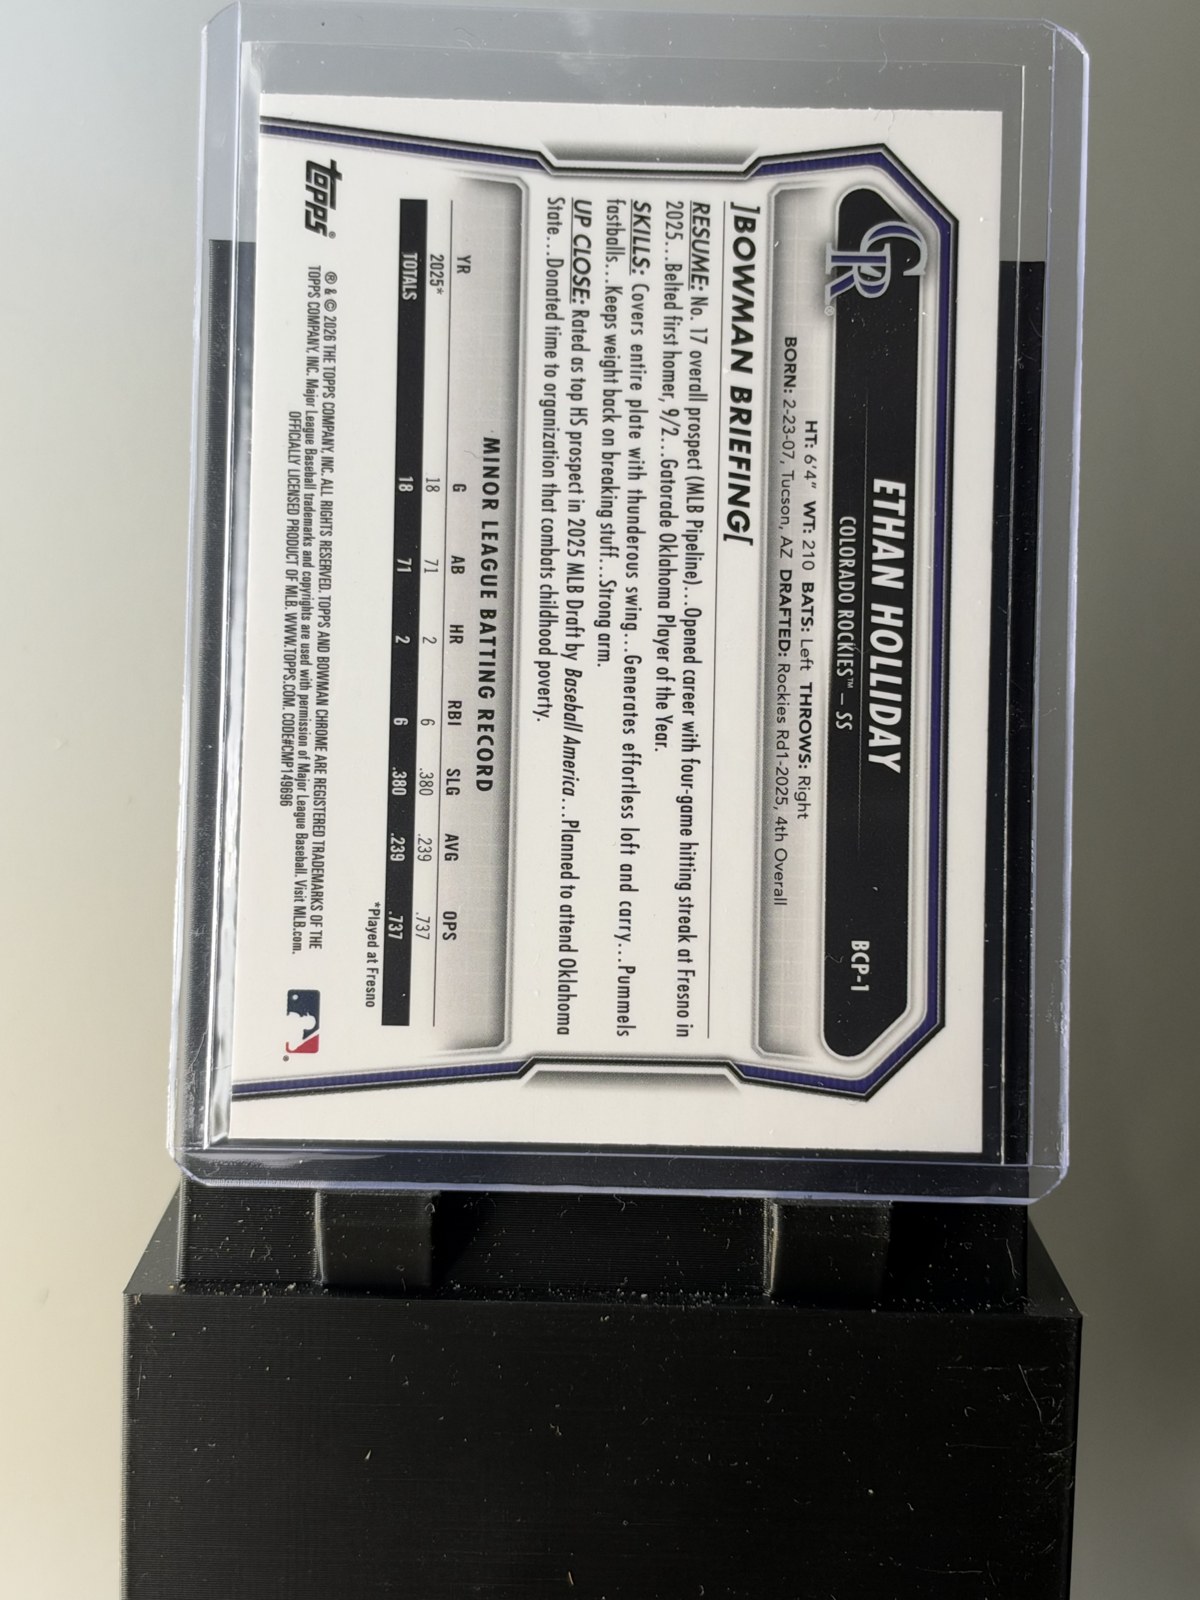 ETHAN HOLLIDAY
BCP-1
COLORADO ROCKIES™ – SS
CR®
HT: 6'4" WT: 210 BATS: Left THROWS: Right
BORN: 2-23-07, Tucson, AZ DRAFTED: Rockies Rd1-2025, 4th Overall
]BOWMAN BRIEFING[
RESUME: No. 17 overall prospect (MLB Pipeline)...Opened career with four-game hitting streak at Fresno in
2025...Belted first homer, 9/2...Gatorade Oklahoma Player of the Year.
SKILLS: Covers entire plate with thunderous swing...Generates effortless loft and carry...Pummels
fastballs...Keeps weight back on breaking stuff...Strong arm.
UP CLOSE: Rated as top HS prospect in 2025 MLB Draft by Baseball America...Planned to attend Oklahoma
State...Donated time to organization that combats childhood poverty.
MINOR LEAGUE BATTING RECORD
YR G AB HR RBI SLG AVG OPS
2025* 18 71 2 6 .380 .239 .737
TOTALS 18 71 2 6 .380 .239 .737
*Played at Fresno
topps®
® & © 2026 THE TOPPS COMPANY, INC. ALL RIGHTS RESERVED. TOPPS AND BOWMAN CHROME ARE REGISTERED TRADEMARKS OF THE
TOPPS COMPANY, INC. Major League Baseball trademarks and copyrights are used with permission of Major League Baseball. Visit MLB.com.
OFFICIALLY LICENSED PRODUCT OF MLB. WWW.TOPPS.COM. CODE#CMP149696